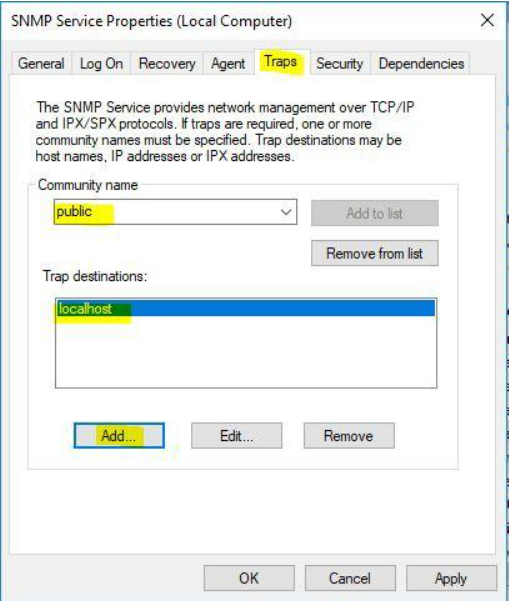 SNMP Service Properties (Local Computer)
General Log On Recovery Agent Traps Security Dependencies
The SNMP Service provides network management over TCP/IP
and IPX/SPX protocols. If traps are required, one or more
community names must be specified. Trap destinations may be
host names, IP addresses or IPX addresses.
Community name
public
Add to list
Remove from list
Trap destinations:
localhost
Add... Edit... Remove
OK Cancel Apply